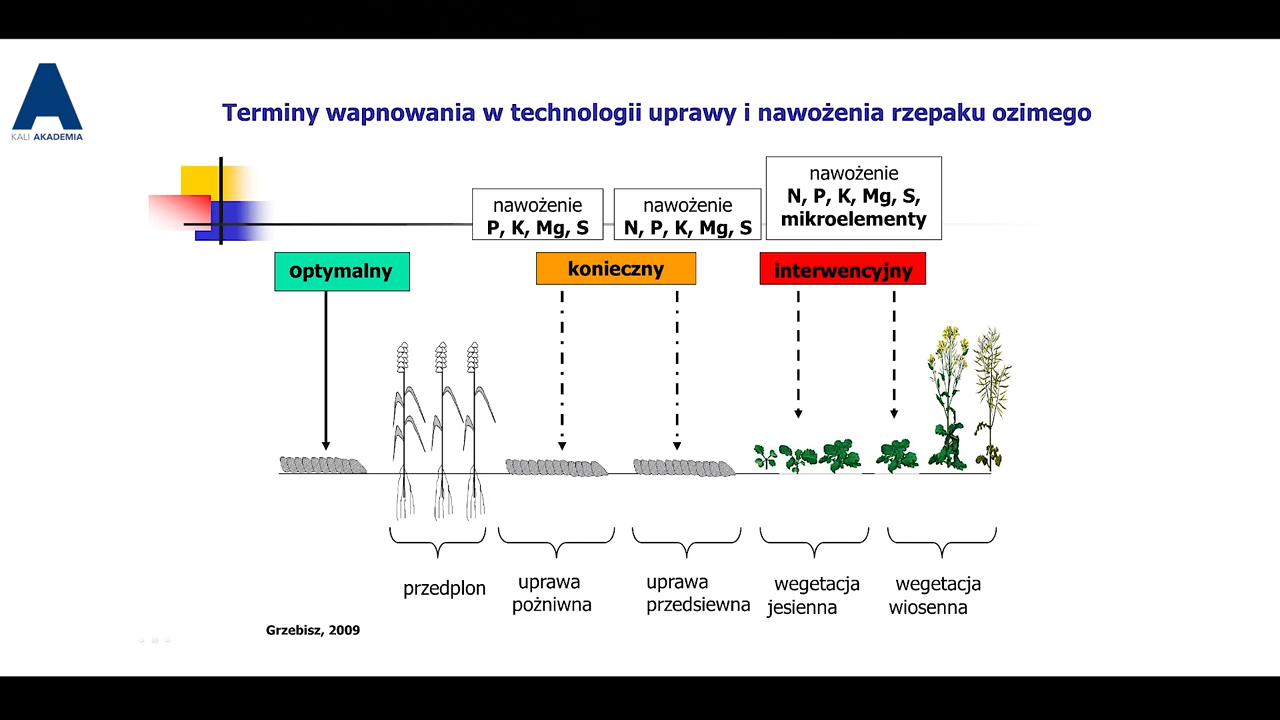 Terminy wapnowania w technologii uprawy i nawożenia rzepaku ozimego
KALI AKADEMIA
nawożenie
P, K, Mg, S
nawożenie
N, P, K, Mg, S
nawożenie
N, P, K, Mg, S,
mikroelementy
optymalny
konieczny
interwencyjny
przedplon
uprawa
pożniwna
uprawa
przedsiewna
wegetacja
jesienna
wegetacja
wiosenna
Grzebisz, 2009